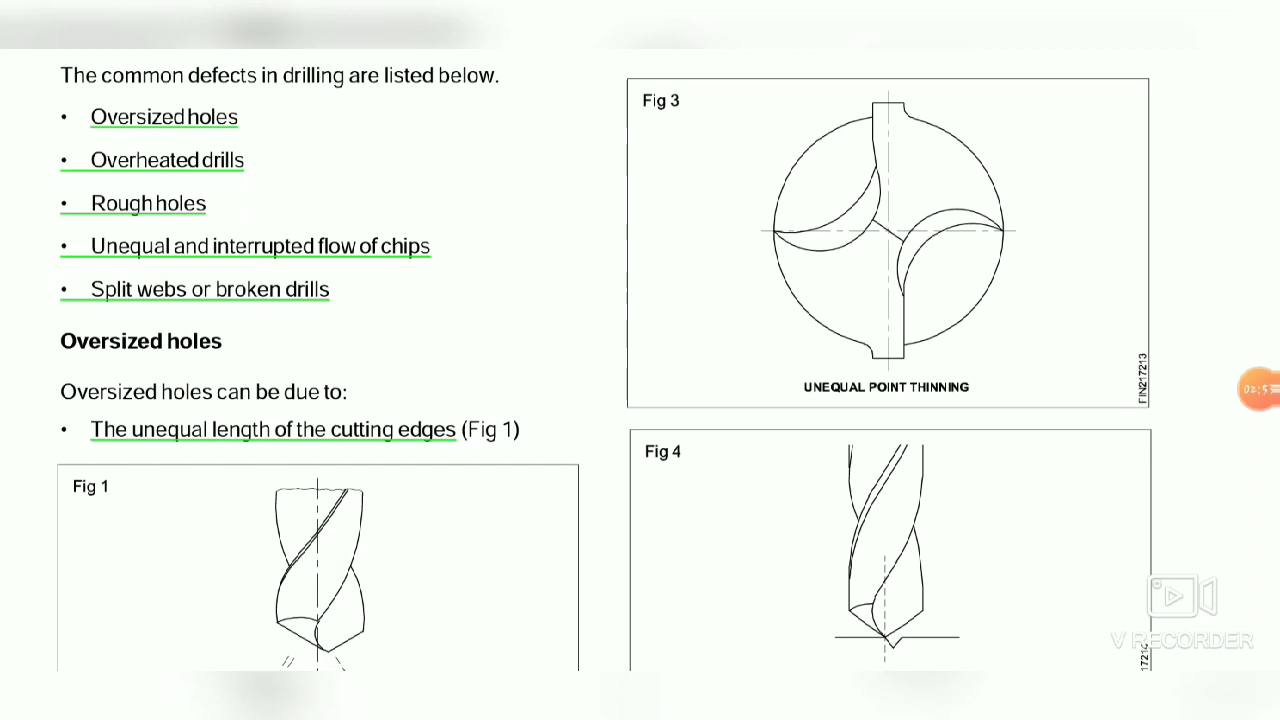 The common defects in drilling are listed below.
• Oversized holes
• Overheated drills
• Rough holes
• Unequal and interrupted flow of chips
• Split webs or broken drills
Oversized holes
Oversized holes can be due to:
• The unequal length of the cutting edges (Fig 1)
Fig 1
Fig 3
UNEQUAL POINT THINNING
FIN217213
Fig 4
V RECORDER